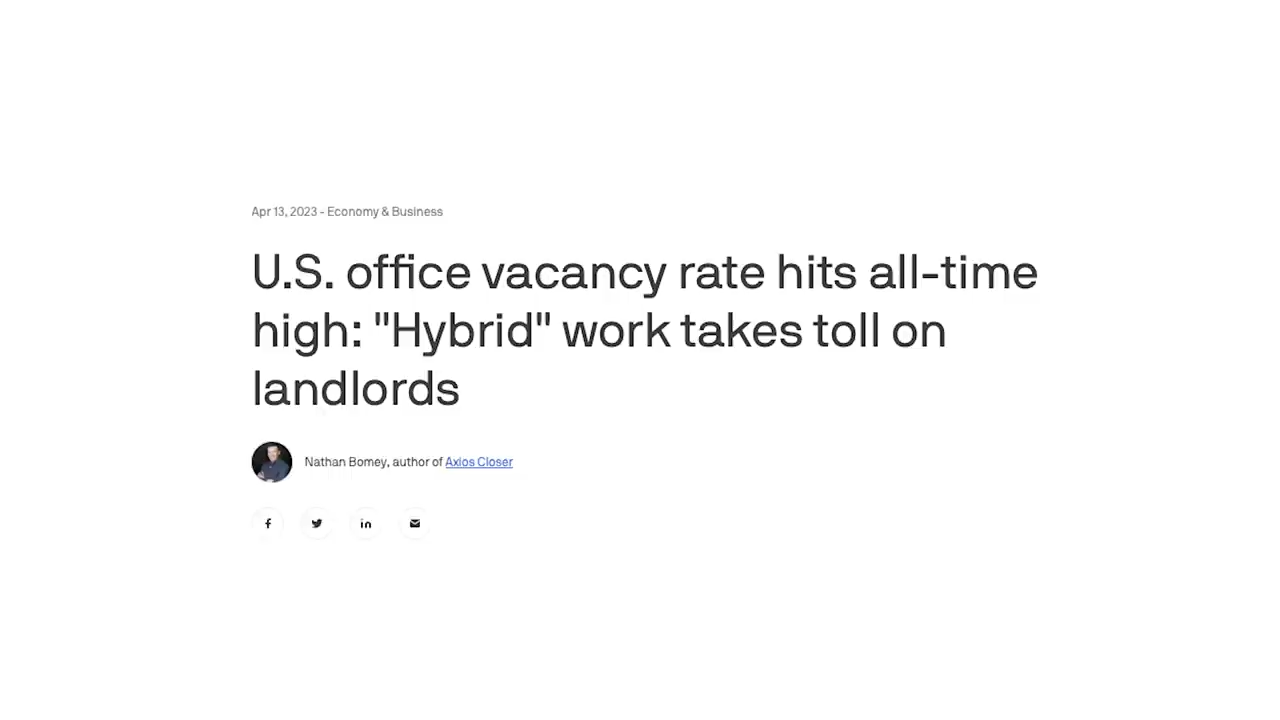 Apr 13, 2023 - Economy & Business
U.S. office vacancy rate hits all-time
high: "Hybrid" work takes toll on
landlords
Nathan Bomey, author of Axios Closer